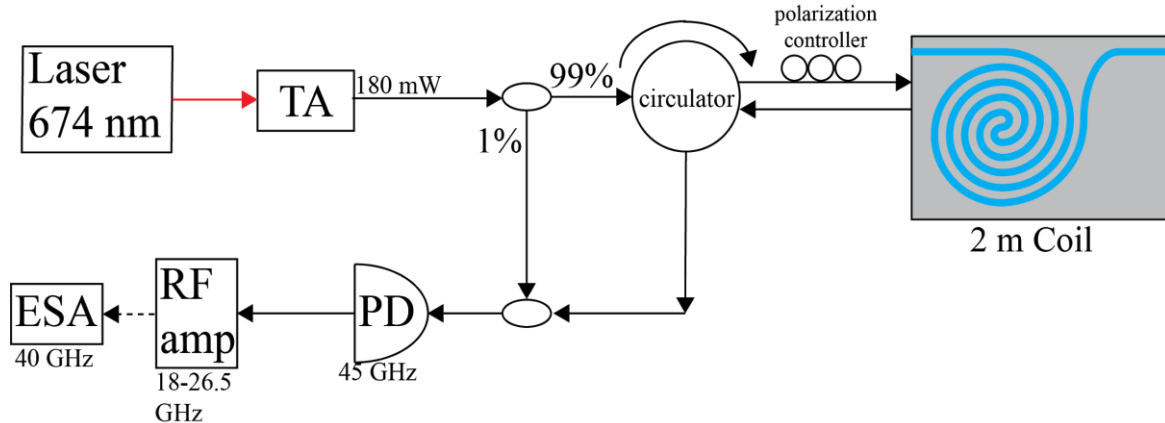 Laser
674 nm
TA
180 mW
99%
1%
circulator
polarization
controller
2 m Coil
ESA
40 GHz
RF
amp
18-26.5
GHz
PD
45 GHz